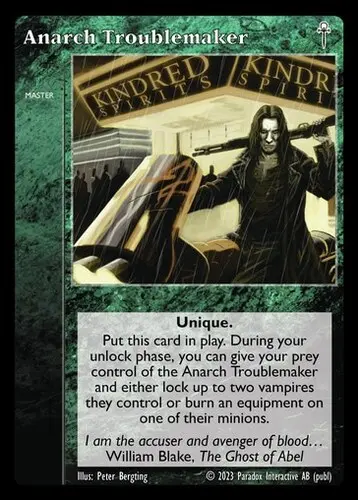 Anarch Troublemaker
MASTER
KINDRED
SPIRITS
KINDR
SPIRI
Unique.
Put this card in play. During your
unlock phase, you can give your prey
control of the Anarch Troublemaker
and either lock up to two vampires
they control or burn an equipment on
one of their minions.
I am the accuser and avenger of blood…
William Blake, The Ghost of Abel
Illus: Peter Bergting
© 2023 Paradox Interactive AB (publ)